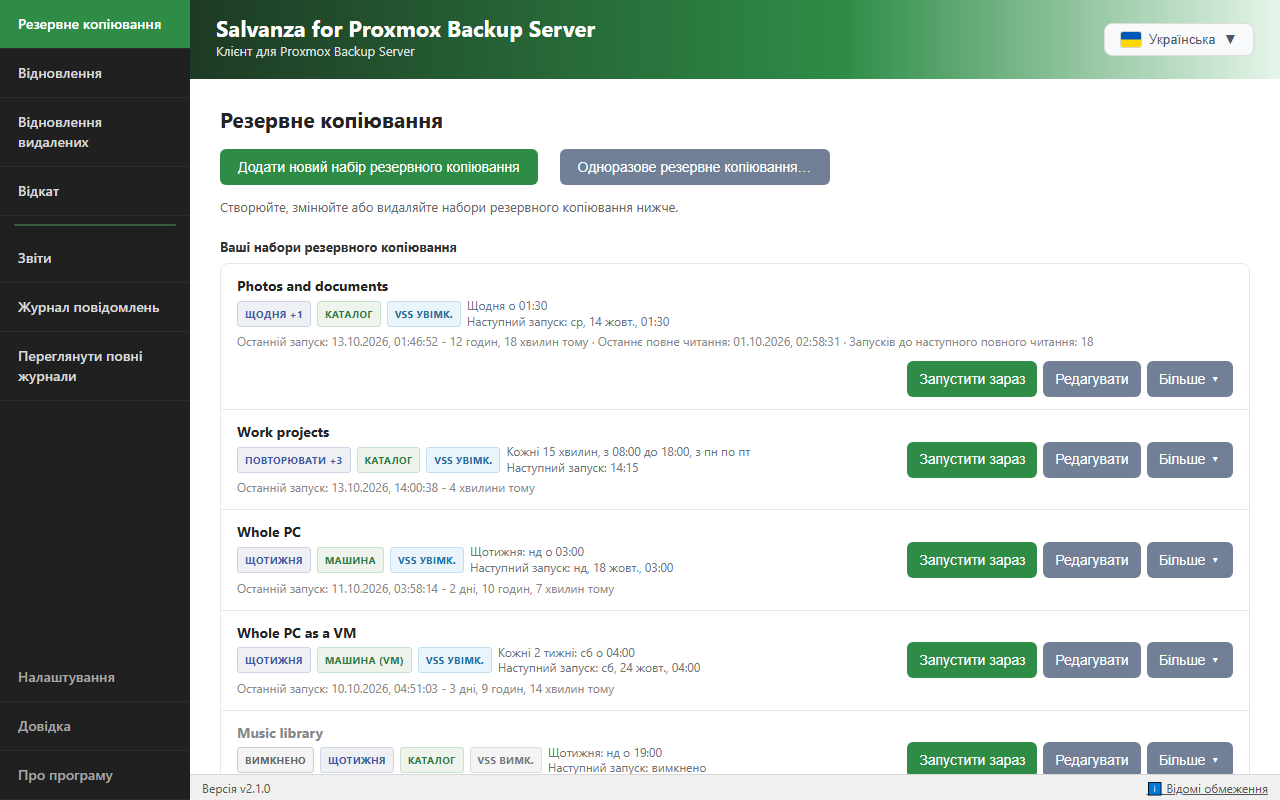 Резервне копіювання
Відновлення
Відновлення
видалених
Відкат
Звіти
Журнал повідомлень
Переглянути повні
журнали
Налаштування
Довідка
Про програму
Salvanza for Proxmox Backup Server
Клієнт для Proxmox Backup Server
Українська ▼
Резервне копіювання
Додати новий набір резервного копіювання
Одноразове резервне копіювання…
Створюйте, змінюйте або видаляйте набори резервного копіювання нижче.
Ваші набори резервного копіювання
Photos and documents
ЩОДНЯ +1 КАТАЛОГ VSS УВІМК. Щодня о 01:30
Наступний запуск: ср, 14 жовт., 01:30
Останній запуск: 13.10.2026, 01:46:52 - 12 годин, 18 хвилин тому · Останнє повне читання: 01.10.2026, 02:58:31 · Запусків до наступного повного читання: 18
Запустити зараз Редагувати Більше ▾
Work projects
ПОВТОРЮВАТИ +3 КАТАЛОГ VSS УВІМК. Кожні 15 хвилин, з 08:00 до 18:00, з пн по пт
Наступний запуск: 14:15
Останній запуск: 13.10.2026, 14:00:38 - 4 хвилини тому
Запустити зараз Редагувати Більше ▾
Whole PC
ЩОТИЖНЯ МАШИНА VSS УВІМК. Щотижня: нд о 03:00
Наступний запуск: нд, 18 жовт., 03:00
Останній запуск: 11.10.2026, 03:58:14 - 2 дні, 10 годин, 7 хвилин тому
Запустити зараз Редагувати Більше ▾
Whole PC as a VM
ЩОТИЖНЯ МАШИНА (VM) VSS УВІМК. Кожні 2 тижні: сб о 04:00
Наступний запуск: сб, 24 жовт., 04:00
Останній запуск: 10.10.2026, 04:51:03 - 3 дні, 9 годин, 14 хвилин тому
Запустити зараз Редагувати Більше ▾
Music library
ВИМКНЕНО ЩОТИЖНЯ КАТАЛОГ VSS ВИМК. Щотижня: нд о 19:00
Наступний запуск: вимкнено
Запустити зараз Редагувати Більше ▾
Версія v2.1.0
Відомі обмеження